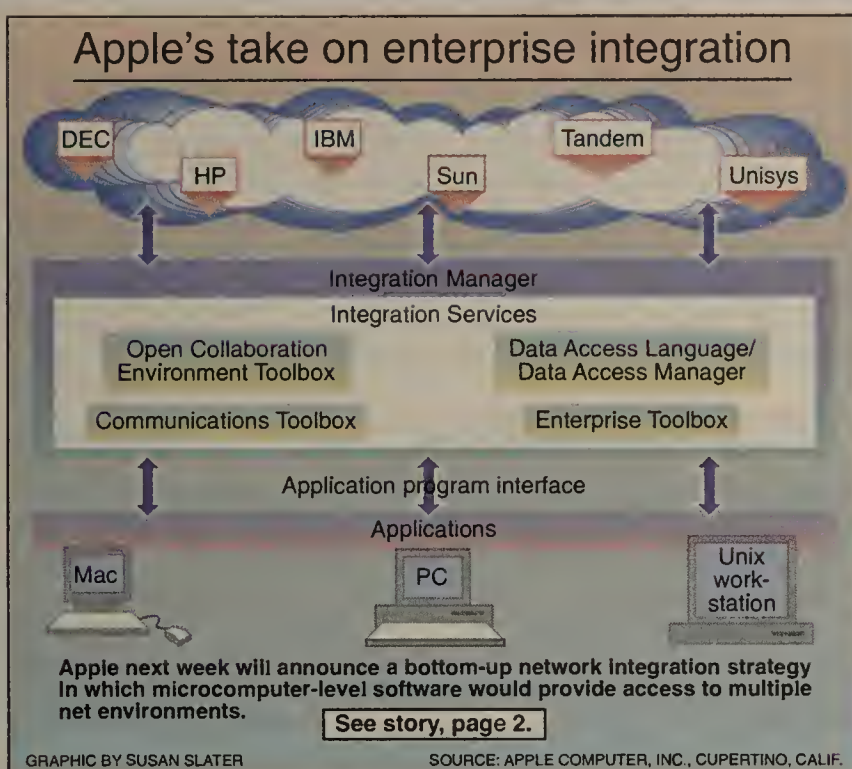 Apple's take on enterprise integration
DEC
HP
IBM
Sun
Tandem
Unisys
Integration Manager
Integration Services
Open Collaboration
Environment Toolbox
Data Access Language/
Data Access Manager
Communications Toolbox
Enterprise Toolbox
Application program interface
Applications
Mac
PC
Unix
work-
station
Apple next week will announce a bottom-up network integration strategy
in which microcomputer-level software would provide access to multiple
net environments.
See story, page 2.
GRAPHIC BY SUSAN SLATER
SOURCE: APPLE COMPUTER, INC., CUPERTINO, CALIF.